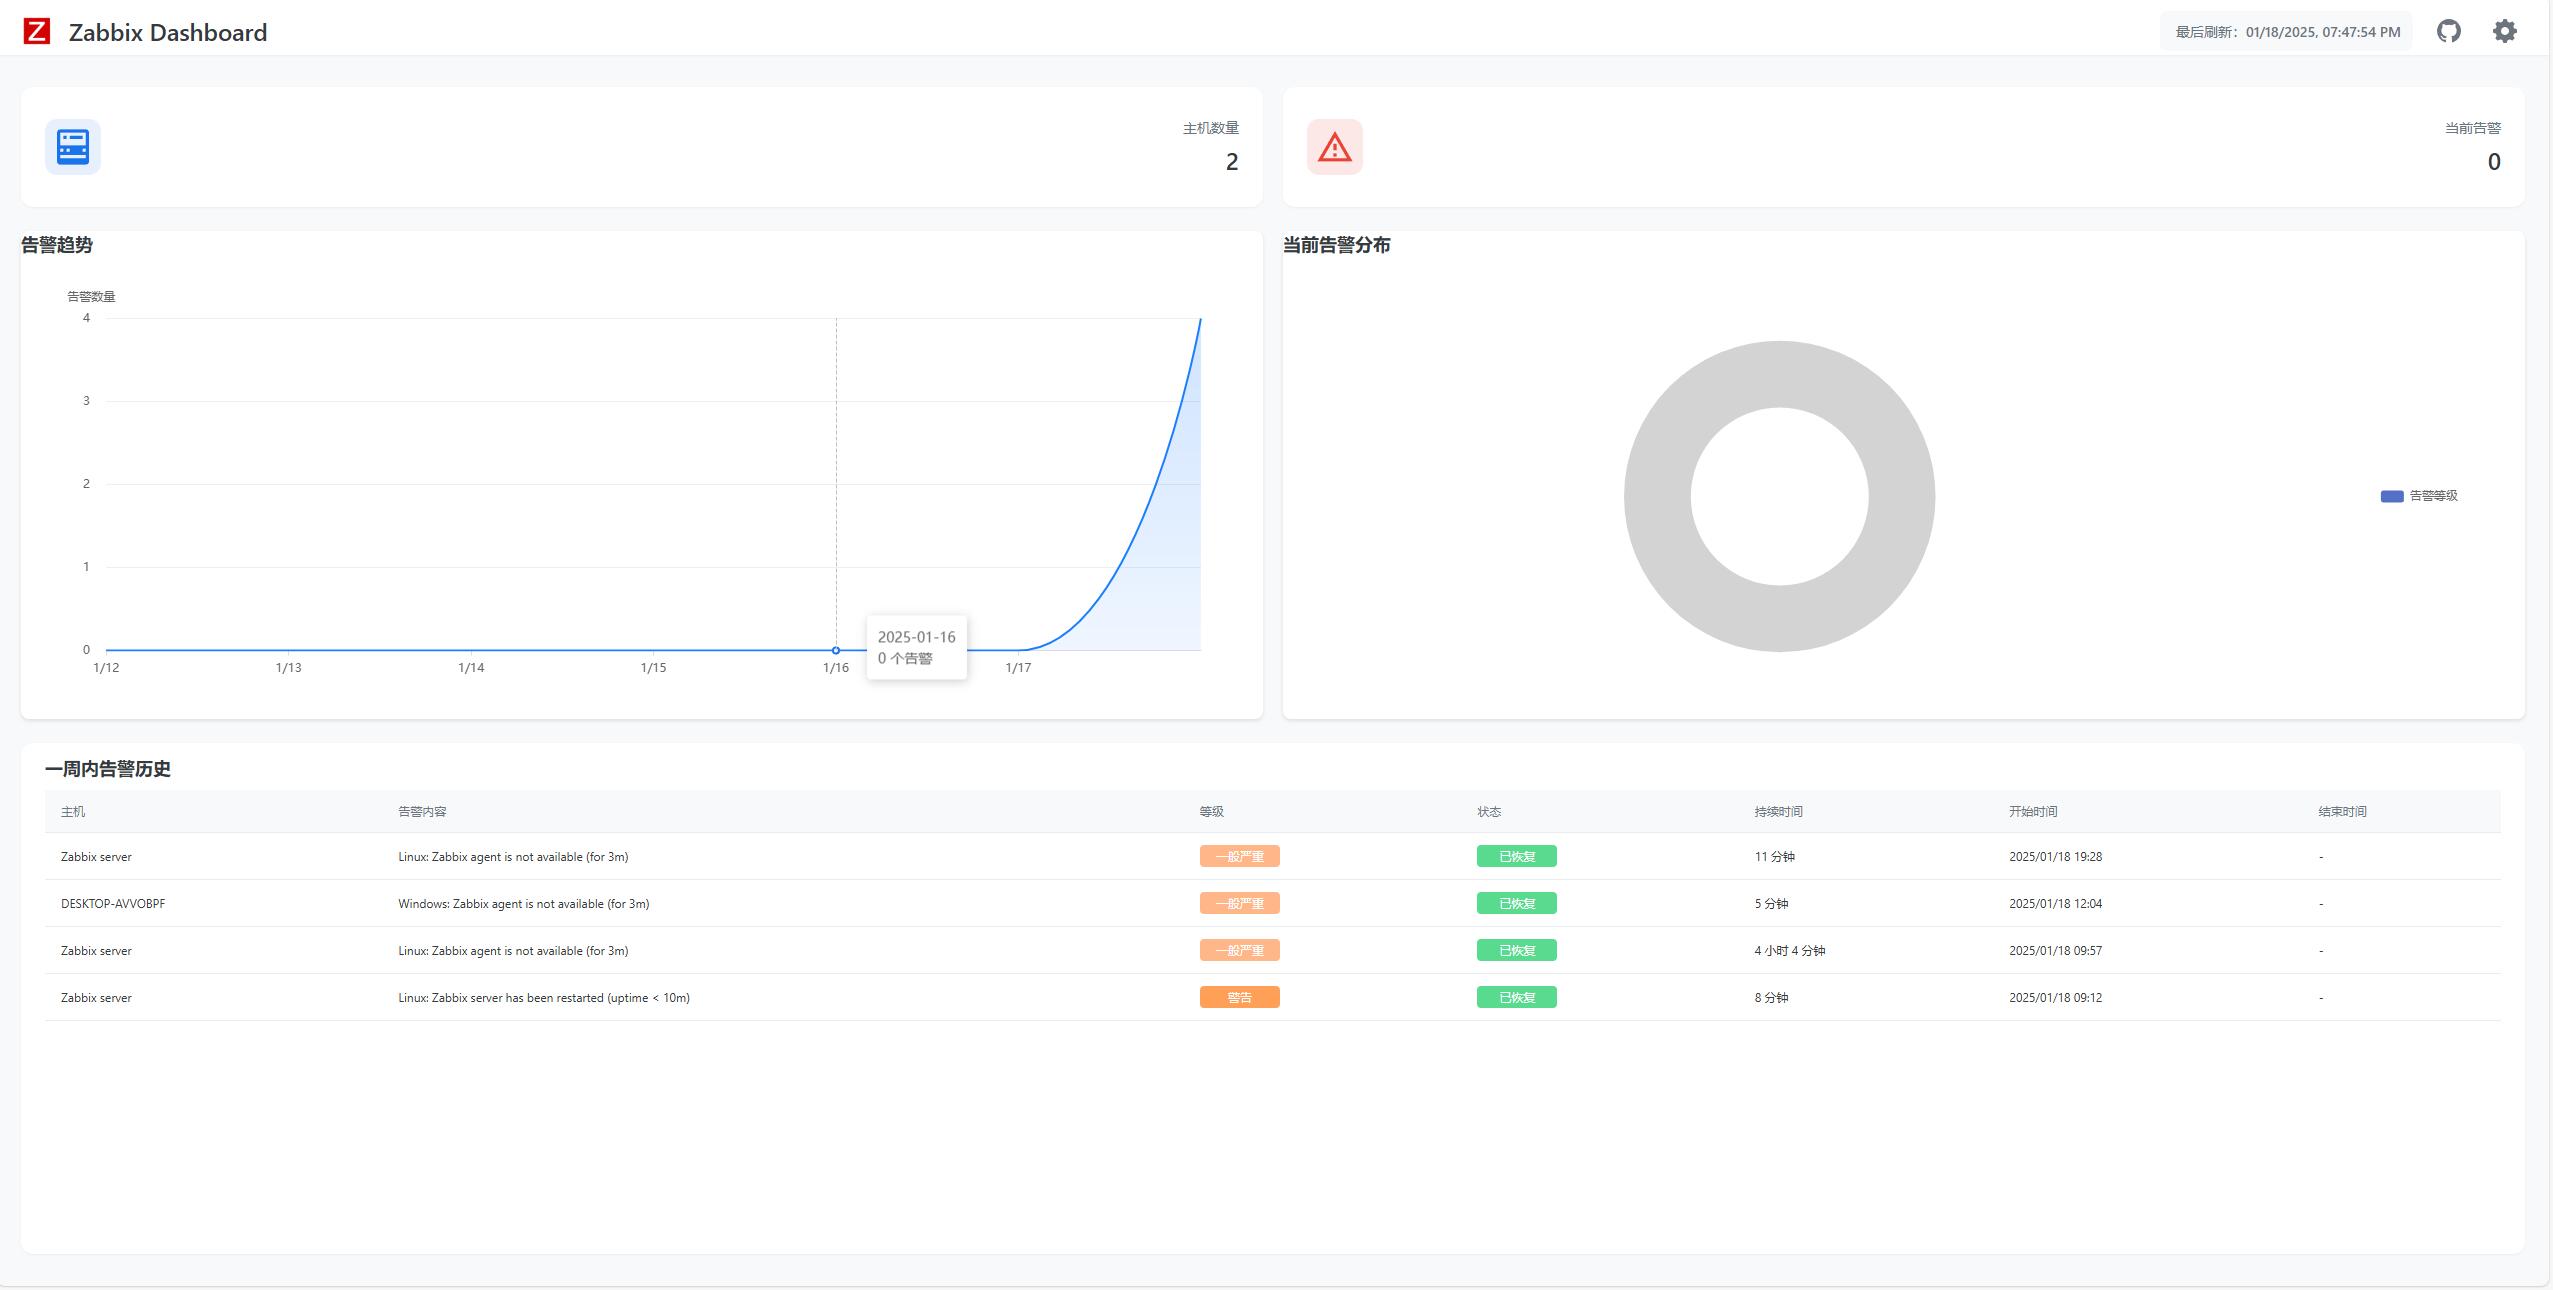 Z Zabbix Dashboard
最后刷新：01/18/2025, 07:47:54 PM
主机数量
2
当前告警
0
告警趋势
告警数量
4
3
2
1
0
1/12 1/13 1/14 1/15 1/16 1/17
2025-01-16
0 个告警
当前告警分布
告警等级
一周内告警历史
主机 告警内容 等级 状态 持续时间 开始时间 结束时间
Zabbix server Linux: Zabbix agent is not available (for 3m) 一般严重 已恢复 11 分钟 2025/01/18 19:28 -
DESKTOP-AVVOBPF Windows: Zabbix agent is not available (for 3m) 一般严重 已恢复 5 分钟 2025/01/18 12:04 -
Zabbix server Linux: Zabbix agent is not available (for 3m) 一般严重 已恢复 4 小时 4 分钟 2025/01/18 09:57 -
Zabbix server Linux: Zabbix server has been restarted (uptime < 10m) 警告 已恢复 8 分钟 2025/01/18 09:12 -